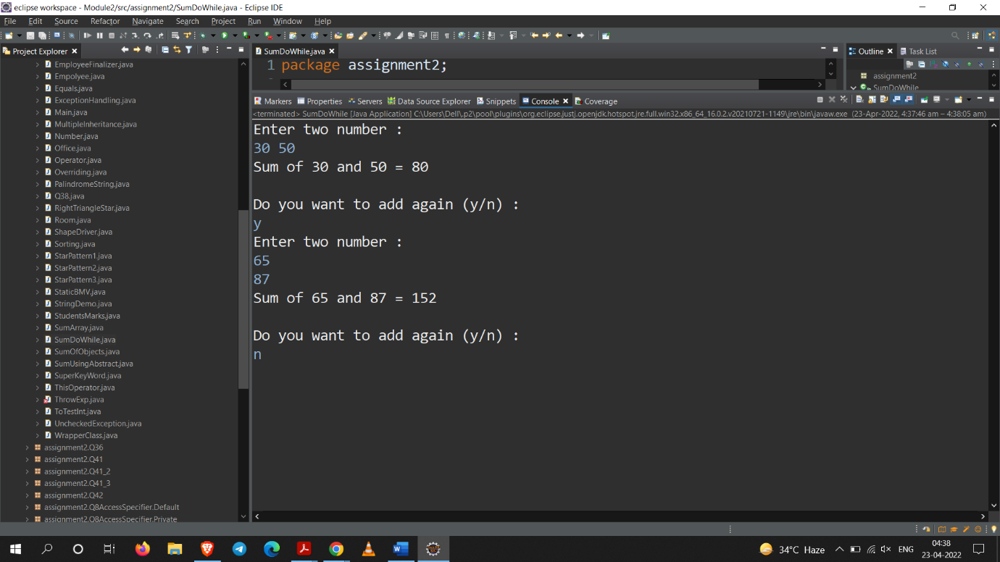 eclipse workspace - Module2/src/assignment2/SumDoWhile.java - Eclipse IDE
File Edit Source Refactor Navigate Search Project Run Window Help
Project Explorer
EmployeeFinalizer.java
Empolyee.java
Equals.java
ExceptionHandling.java
Main.java
MultipleInheritance.java
Number.java
Office.java
Operator.java
Overriding.java
PalindromeString.java
Q38.java
RightTriangleStar.java
Room.java
ShapeDriver.java
Sorting.java
StarPattern1.java
StarPattern2.java
StarPattern3.java
StaticBMV.java
StringDemo.java
StudentsMarks.java
SumArray.java
SumDoWhile.java
SumOfObjects.java
SumUsingAbstract.java
SuperKeyWord.java
ThisOperator.java
ThrowExp.java
ToTestInt.java
UncheckedException.java
WrapperClass.java
assignment2.Q36
assignment2.Q41
assignment2.Q41_2
assignment2.Q41_3
assignment2.Q42
assignment2.Q8AccessSpecifier.Default
assignment2.Q8AccessSpecifier.Private
SumDoWhile.java
1 package assignment2;
Outline Task List
assignment2
SumDoWhile
Markers Properties Servers Data Source Explorer Snippets Console Coverage
<terminated> SumDoWhile [Java Application] C:\Users\Dell\.p2\pool\plugins\org.eclipse.justj.openjdk.hotspot.jre.full.win32.x86_64_16.0.2.v20210721-1149\jre\bin\javaw.exe (23-Apr-2022, 4:37:46 am – 4:38:05 am)
Enter two number :
30 50
Sum of 30 and 50 = 80
Do you want to add again (y/n) :
y
Enter two number :
65
87
Sum of 65 and 87 = 152
Do you want to add again (y/n) :
n
34°C Haze
ENG
04:38
23-04-2022